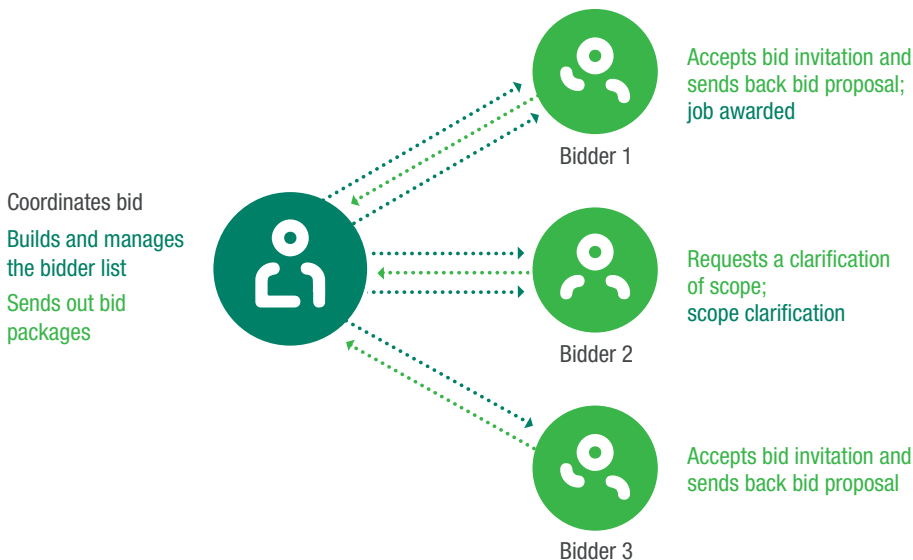 Coordinates bid
Builds and manages
the bidder list
Sends out bid
packages
Accepts bid invitation and
sends back bid proposal;
job awarded
Bidder 1
Requests a clarification
of scope;
scope clarification
Bidder 2
Accepts bid invitation and
sends back bid proposal
Bidder 3